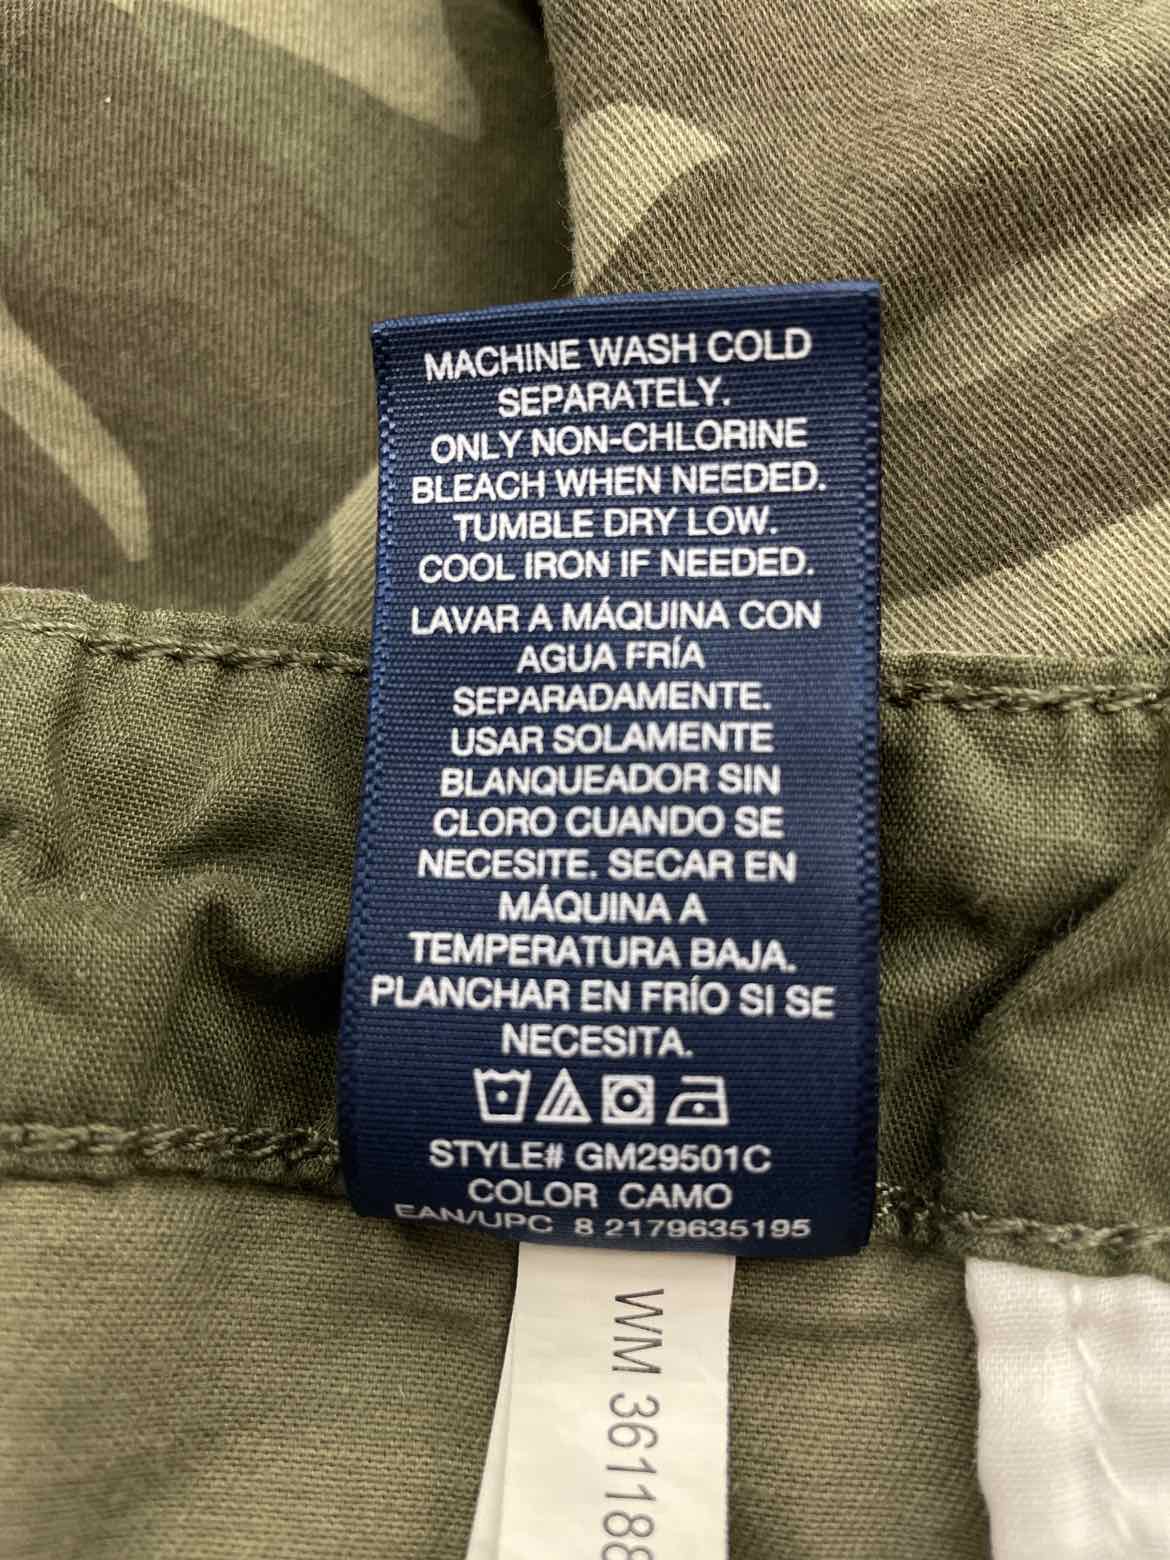 MACHINE WASH COLD
SEPARATELY.
ONLY NON-CHLORINE
BLEACH WHEN NEEDED.
TUMBLE DRY LOW.
COOL IRON IF NEEDED.
LAVAR A MÁQUINA CON
AGUA FRÍA
SEPARADAMENTE.
USAR SOLAMENTE
BLANQUEADOR SIN
CLORO CUANDO SE
NECESITE. SECAR EN
MÁQUINA A
TEMPERATURA BAJA.
PLANCHAR EN FRÍO SI SE
NECESITA.
STYLE# GM29501C
COLOR CAMO
EAN/UPC 8 2179635195
WM 36118